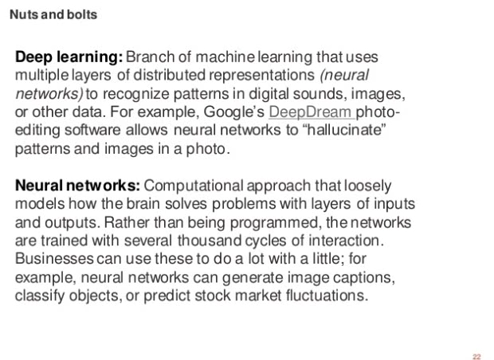 Nuts and bolts
Deep learning: Branch of machine learning that uses
multiple layers of distributed representations (neural
networks) to recognize patterns in digital sounds, images,
or other data. For example, Google's DeepDream photo-
editing software allows neural networks to “hallucinate”
patterns and images in a photo.
Neural networks: Computational approach that loosely
models how the brain solves problems with layers of inputs
and outputs. Rather than being programmed, the networks
are trained with several thousand cycles of interaction.
Businesses can use these to do a lot with a little; for
example, neural networks can generate image captions,
classify objects, or predict stock market fluctuations.
22